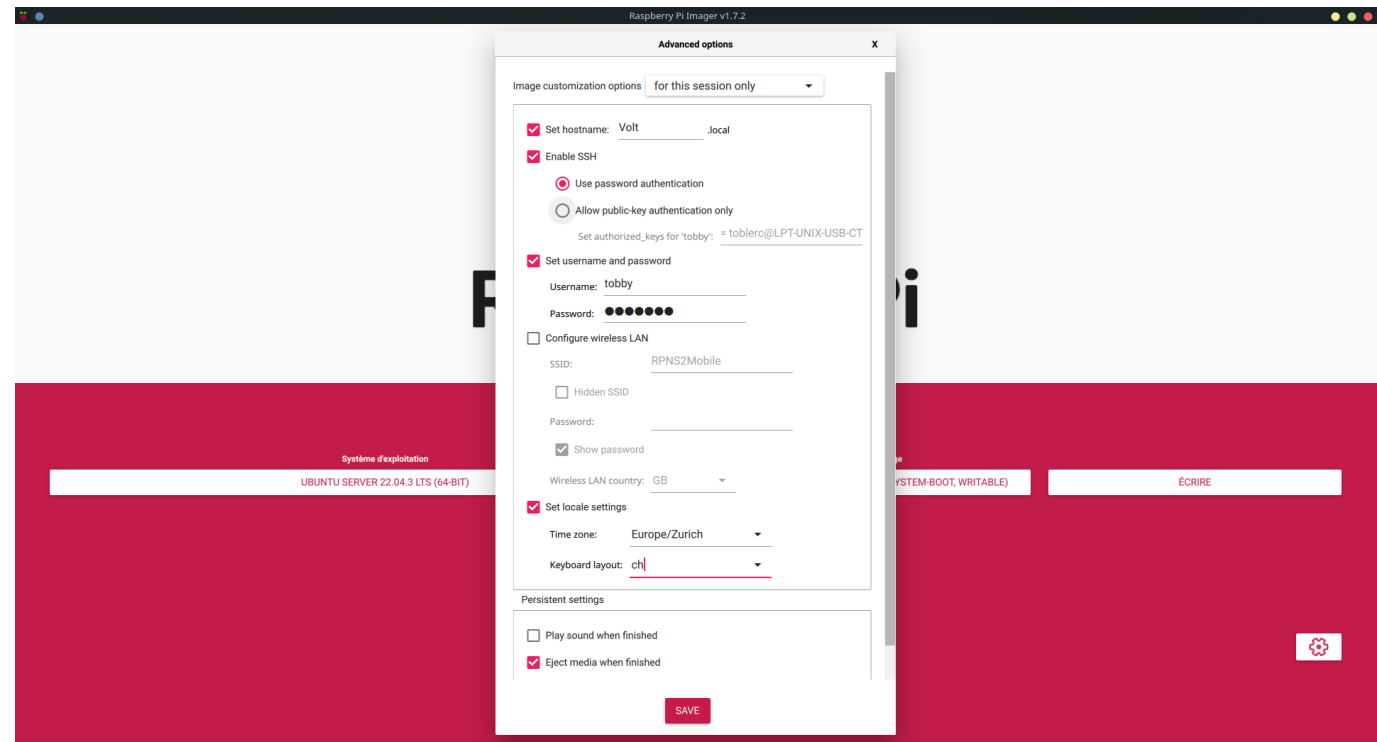 Raspberry Pi Imager v1.7.2
Advanced options X
Image customization options for this session only
Set hostname: Volt .local
Enable SSH
Use password authentication
Allow public-key authentication only
Set authorized_keys for 'tobby': = toblerc@LPT-UNIX-USB-CT
Set username and password
Username: tobby
Password: ●●●●●●●
Configure wireless LAN
SSID: RPNS2Mobile
Hidden SSID
Password:
Show password
Wireless LAN country: GB
Set locale settings
Time zone: Europe/Zurich
Keyboard layout: ch
Persistent settings
Play sound when finished
Eject media when finished
SAVE
Système d'exploitation
UBUNTU SERVER 22.04.3 LTS (64-BIT)
YSTEM-BOOT, WRITABLE)
ÉCRIRE